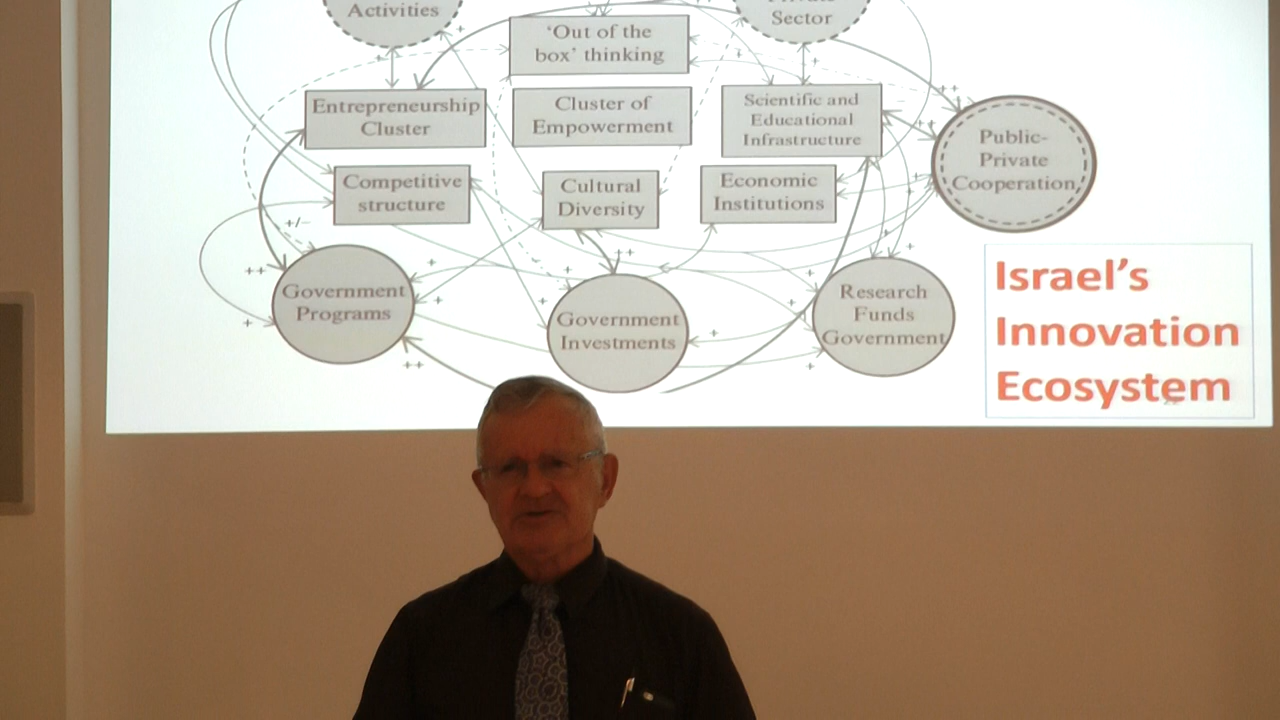 Activities
Sector
'Out of the
box' thinking
Entrepreneurship
Cluster
Cluster of
Empowerment
Scientific and
Educational
Infrastructure
Public-
Private
Cooperation
Competitive
structure
Cultural
Diversity
Economic
Institutions
Government
Programs
Government
Investments
Research
Funds
Government
Israel's
Innovation
Ecosystem
++
++
+/-
++
+
++
++
+
+
+
+
+
+
+
+
+
+
+